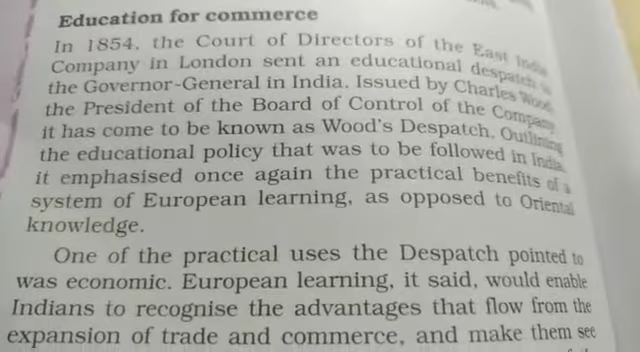 Education for commerce
In 1854, the Court of Directors of the East India
Company in London sent an educational despatch to
the Governor-General in India. Issued by Charles Wood,
the President of the Board of Control of the Company,
it has come to be known as Wood's Despatch. Outlining
the educational policy that was to be followed in India,
it emphasised once again the practical benefits of a
system of European learning, as opposed to Oriental
knowledge.
One of the practical uses the Despatch pointed to
was economic. European learning, it said, would enable
Indians to recognise the advantages that flow from the
expansion of trade and commerce, and make them see